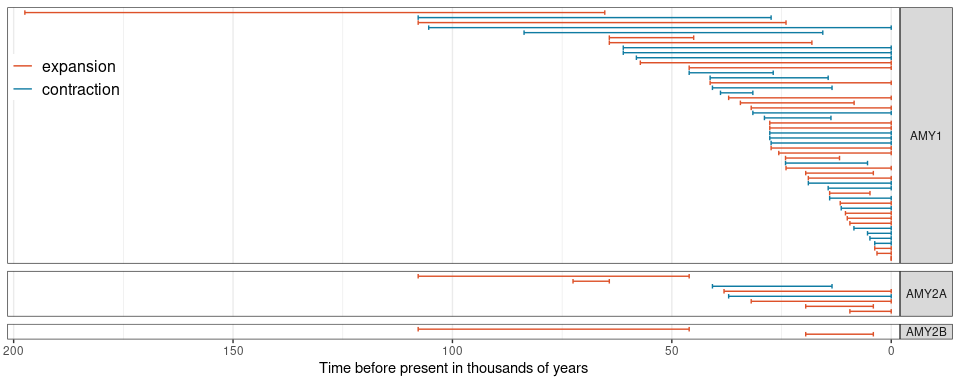 expansion
contraction
AMY1
AMY2A
AMY2B
200 150 100 50 0
Time before present in thousands of years